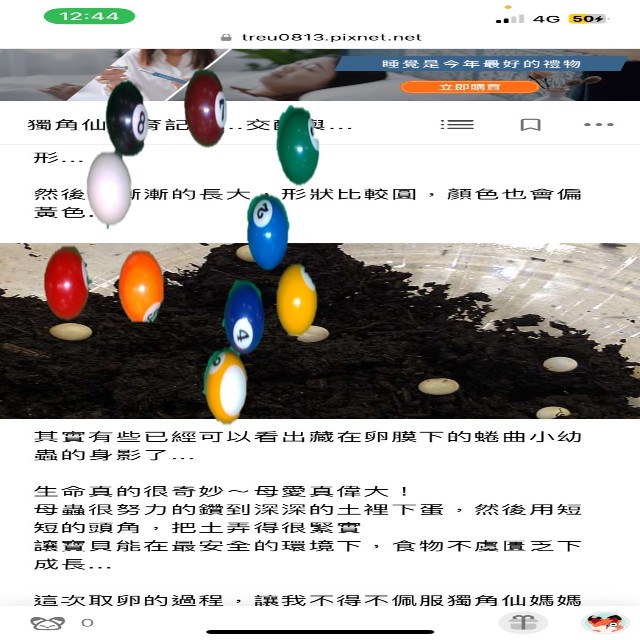 12:44
4G 50
treu0813.pixnet.net
睡覺是今年最好的禮物
立即購買
獨角仙 育記 ...交 與...
形...
然後 漸漸的長大，形狀比較圓，顏色也會偏
黃色.
8
7
2
4
其實有些已經可以看出藏在卵膜下的蜷曲小幼
蟲的身影了...
生命真的很奇妙～母愛真偉大！
母蟲很努力的鑽到深深的土裡下蛋，然後用短
短的頭角，把土弄得很緊實
讓寶貝能在最安全的環境下，食物不虞匱乏下
成長...
這次取卵的過程，讓我不得不佩服獨角仙媽媽
0